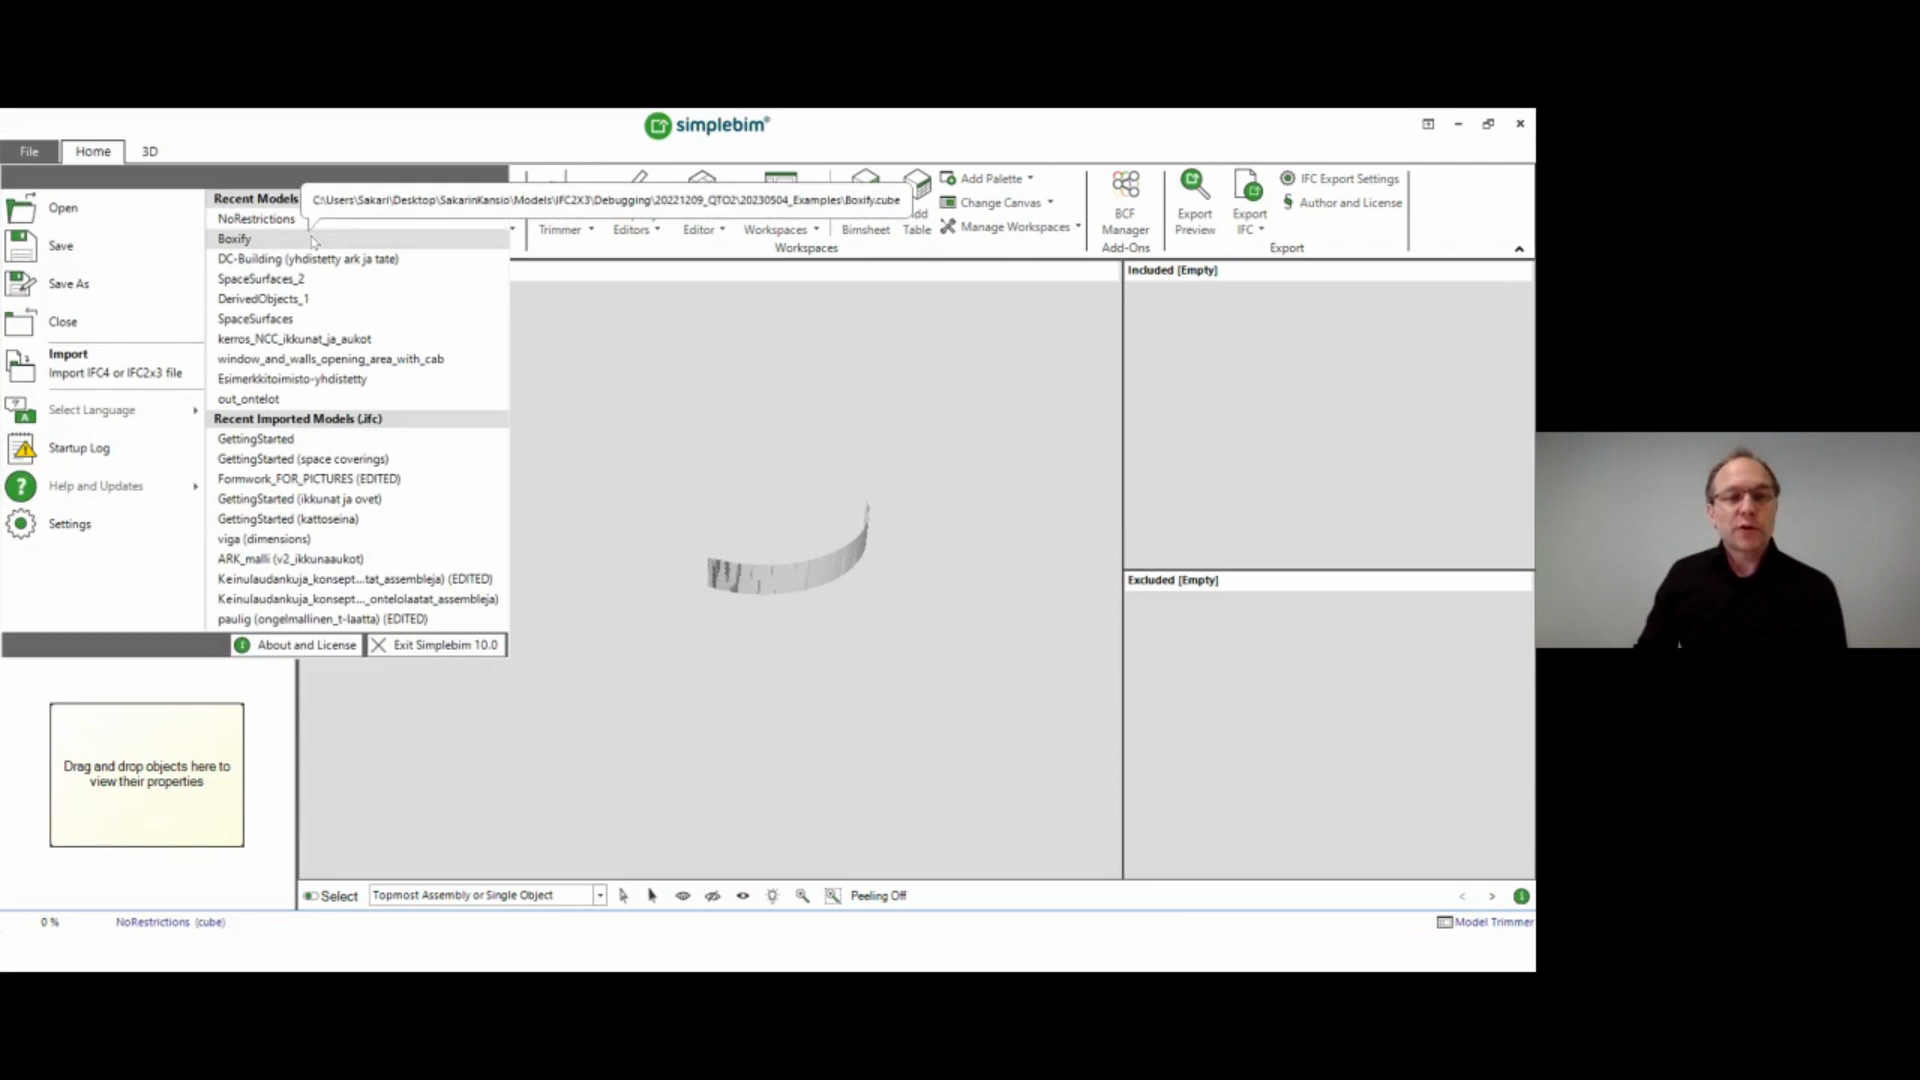 simplebim®
File
Home
3D
Open
Save
Save As
Close
Import
Import IFC4 or IFC2x3 file
Select Language
Startup Log
Help and Updates
Settings
Recent Models
C:\Users\Sakari\Desktop\SakarinKansio\Models\IFC2X3\Debugging\20221209_QTO2\20230504_Examples\Boxify.cube
NoRestrictions
Boxify
DC-Building (yhdistetty ark ja tate)
SpaceSurfaces_2
DerivedObjects_1
SpaceSurfaces
kerros_NCC_ikkunat_ja_aukot
window_and_walls_opening_area_with_cab
Esimerkkitoimisto-yhdistetty
out_ontelot
Recent Imported Models (.ifc)
GettingStarted
GettingStarted (space coverings)
Formwork_FOR_PICTURES (EDITED)
GettingStarted (ikkunat ja ovet)
GettingStarted (kattoseina)
viga (dimensions)
ARK_malli (v2_ikkunaaukot)
Keinulaudankuja_konsept...tat_assembleja) (EDITED)
Keinulaudankuja_konsept..._ontelolaatat_assembleja)
paulig (ongelmallinen_t-laatta) (EDITED)
About and License
Exit Simplebim 10.0
Trimmer
Editors
Editor
Workspaces
Bimsheet
Table
Workspaces
Add Palette
Change Canvas
Manage Workspaces
BCF
Manager
Add-Ons
Export
Preview
Export
IFC
IFC Export Settings
Author and License
Export
Included [Empty]
Excluded [Empty]
Drag and drop objects here to
view their properties
Select
Topmost Assembly or Single Object
Peeling Off
0 %
NoRestrictions (cube)
Model Trimmer